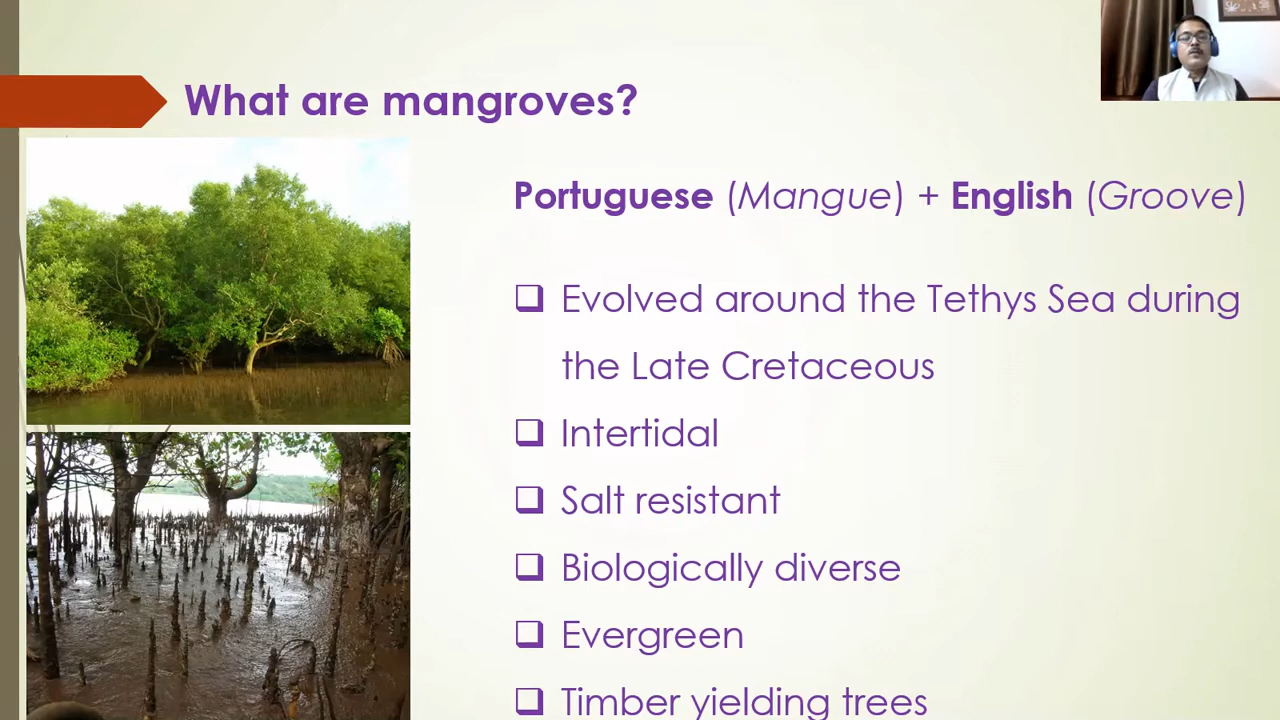 What are mangroves?
Portuguese (Mangue) + English (Groove)
Evolved around the Tethys Sea during
the Late Cretaceous
Intertidal
Salt resistant
Biologically diverse
Evergreen
Timber yielding trees